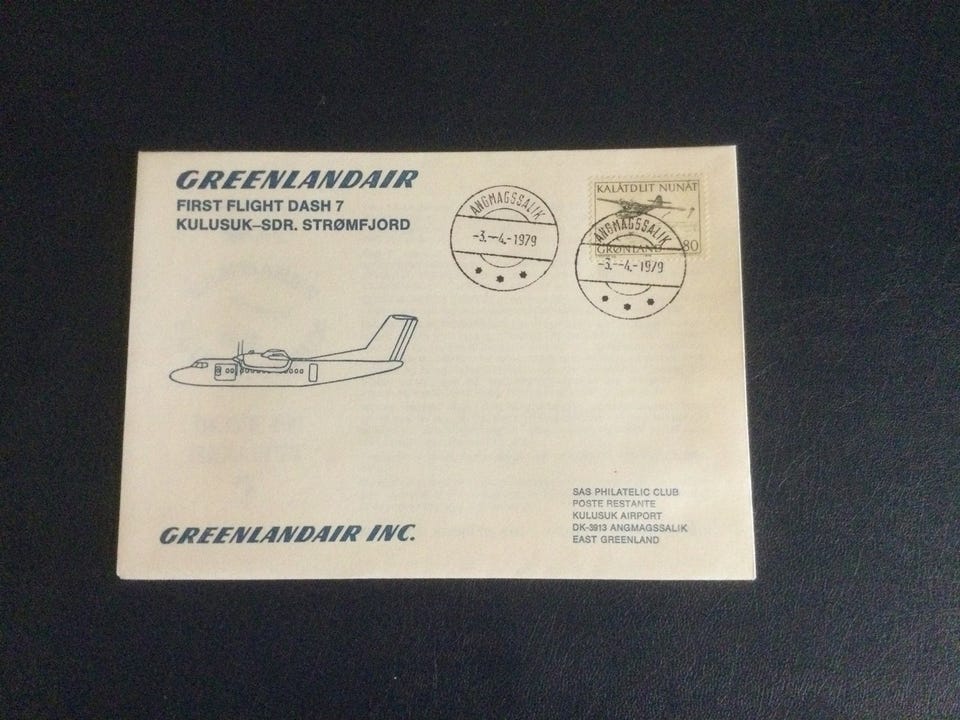 GREENLANDAIR
FIRST FLIGHT DASH 7
KULUSUK–SDR. STRØMFJORD
ANGMAGSSALIK
-3.-4.-1979
KALÂTDLIT NUNÂT
GRØNLAND 80
ANGMAGSSALIK
-3.-4.-1979
GREENLANDAIR INC.
SAS PHILATELIC CLUB
POSTE RESTANTE
KULUSUK AIRPORT
DK-3913 ANGMAGSSALIK
EAST GREENLAND